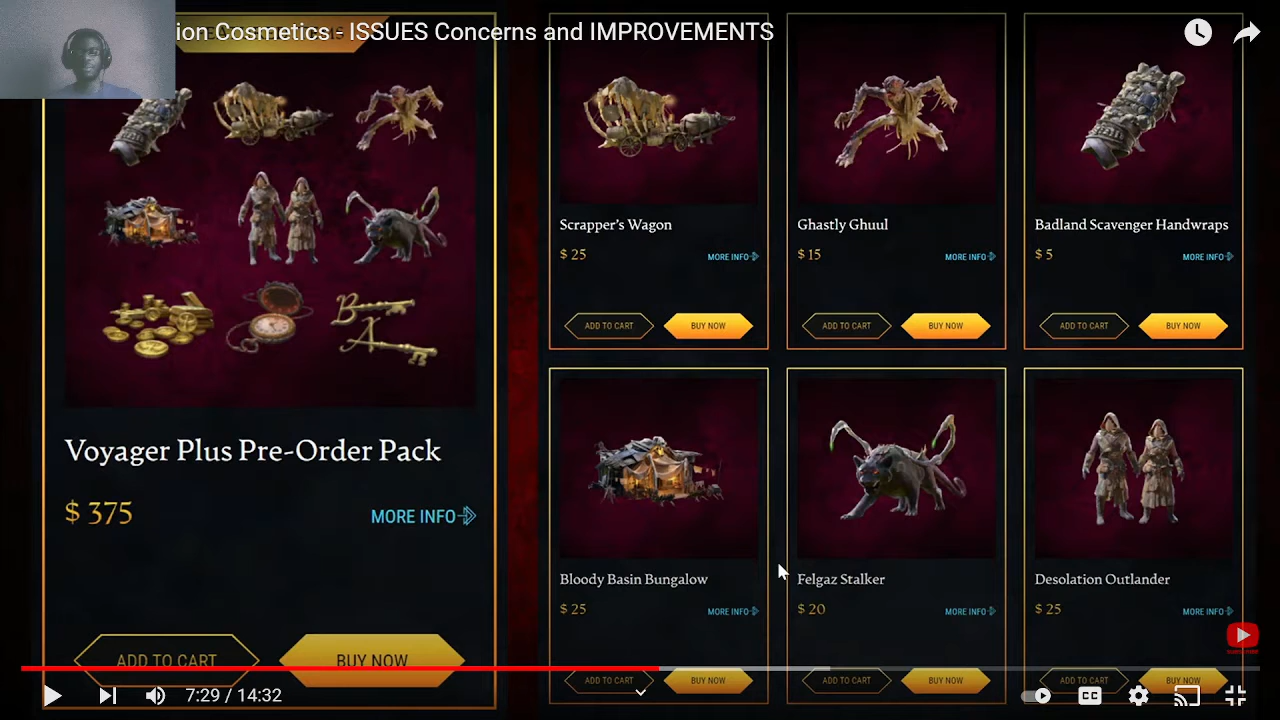 ion Cosmetics - ISSUES Concerns and IMPROVEMENTS
Voyager Plus Pre-Order Pack
$ 375
MORE INFO
ADD TO CART
BUY NOW
Scrapper's Wagon
$ 25
MORE INFO
ADD TO CART
BUY NOW
Ghastly Ghuul
$ 15
MORE INFO
ADD TO CART
BUY NOW
Badland Scavenger Handwraps
$ 5
MORE INFO
ADD TO CART
BUY NOW
Bloody Basin Bungalow
$ 25
MORE INFO
ADD TO CART
BUY NOW
Felgaz Stalker
$ 20
MORE INFO
ADD TO CART
BUY NOW
Desolation Outlander
$ 25
MORE INFO
ADD TO CART
BUY NOW
7:29 / 14:32
CC